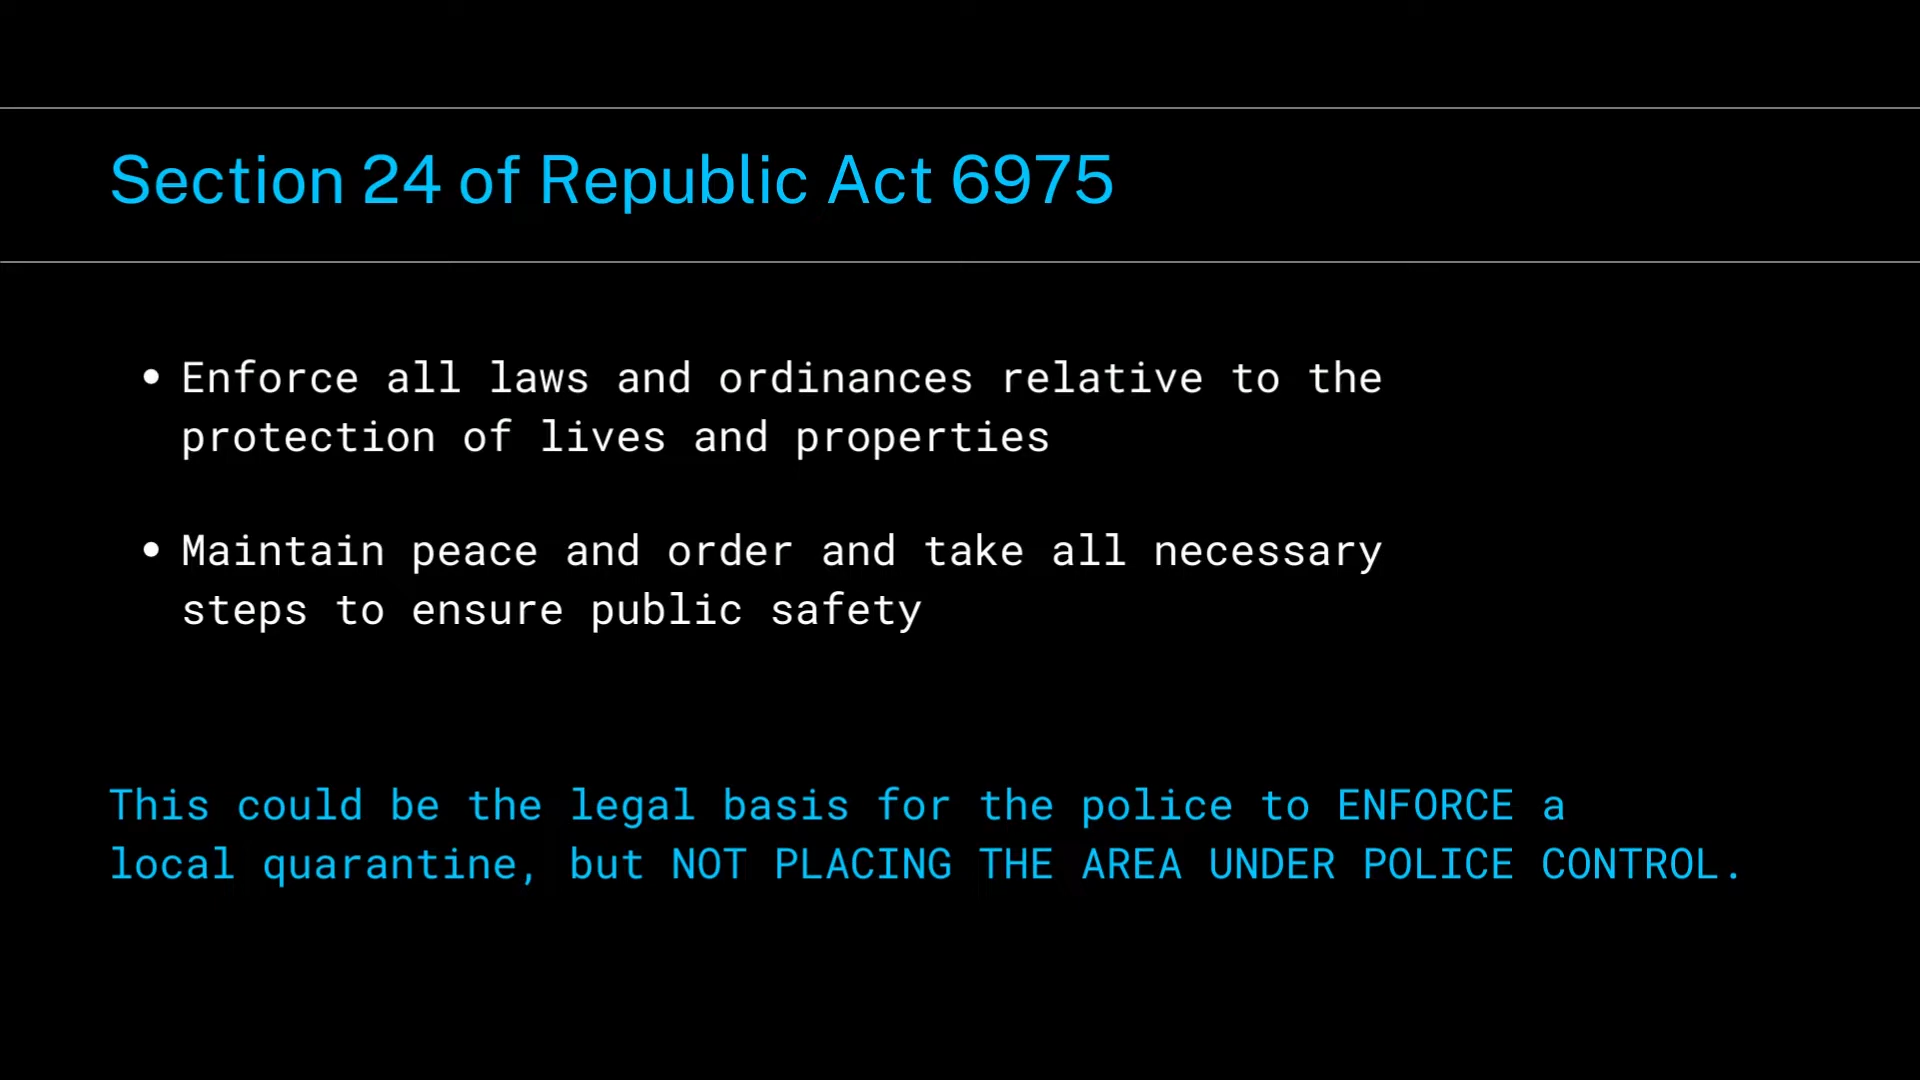 Section 24 of Republic Act 6975
• Enforce all laws and ordinances relative to the
protection of lives and properties
• Maintain peace and order and take all necessary
steps to ensure public safety
This could be the legal basis for the police to ENFORCE a
local quarantine, but NOT PLACING THE AREA UNDER POLICE CONTROL.